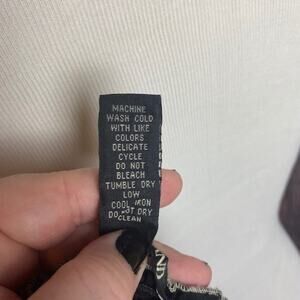 MACHINE
WASH COLD
WITH LIKE
COLORS
DELICATE
CYCLE
DO NOT
BLEACH
TUMBLE DRY
LOW
COOL IRON
DO NOT DRY
CLEAN